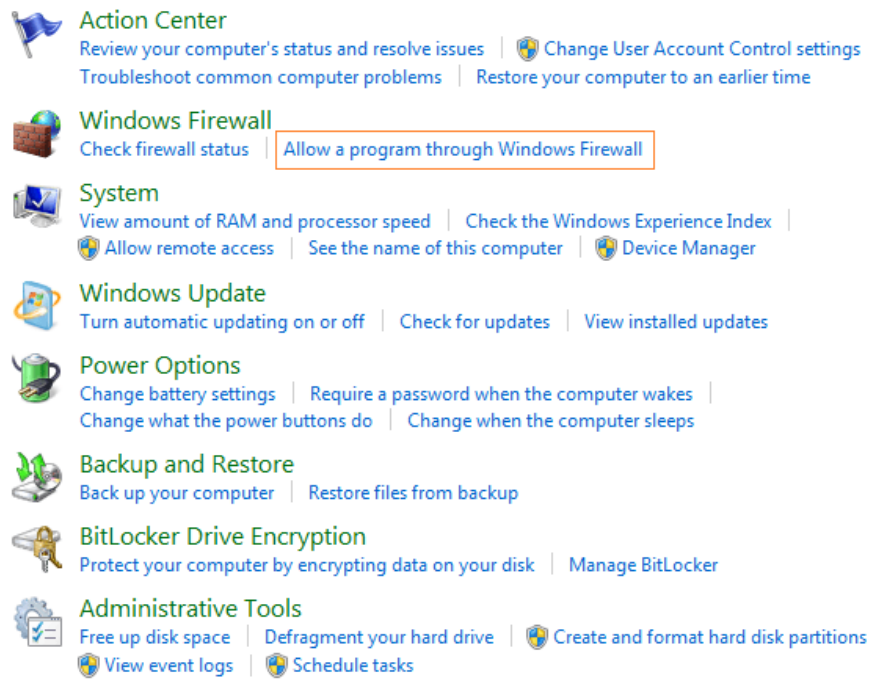 Action Center
Review your computer's status and resolve issues Change User Account Control settings
Troubleshoot common computer problems Restore your computer to an earlier time
Windows Firewall
Check firewall status Allow a program through Windows Firewall
System
View amount of RAM and processor speed Check the Windows Experience Index
Allow remote access See the name of this computer Device Manager
Windows Update
Turn automatic updating on or off Check for updates View installed updates
Power Options
Change battery settings Require a password when the computer wakes
Change what the power buttons do Change when the computer sleeps
Backup and Restore
Back up your computer Restore files from backup
BitLocker Drive Encryption
Protect your computer by encrypting data on your disk Manage BitLocker
Administrative Tools
Free up disk space Defragment your hard drive Create and format hard disk partitions
View event logs Schedule tasks